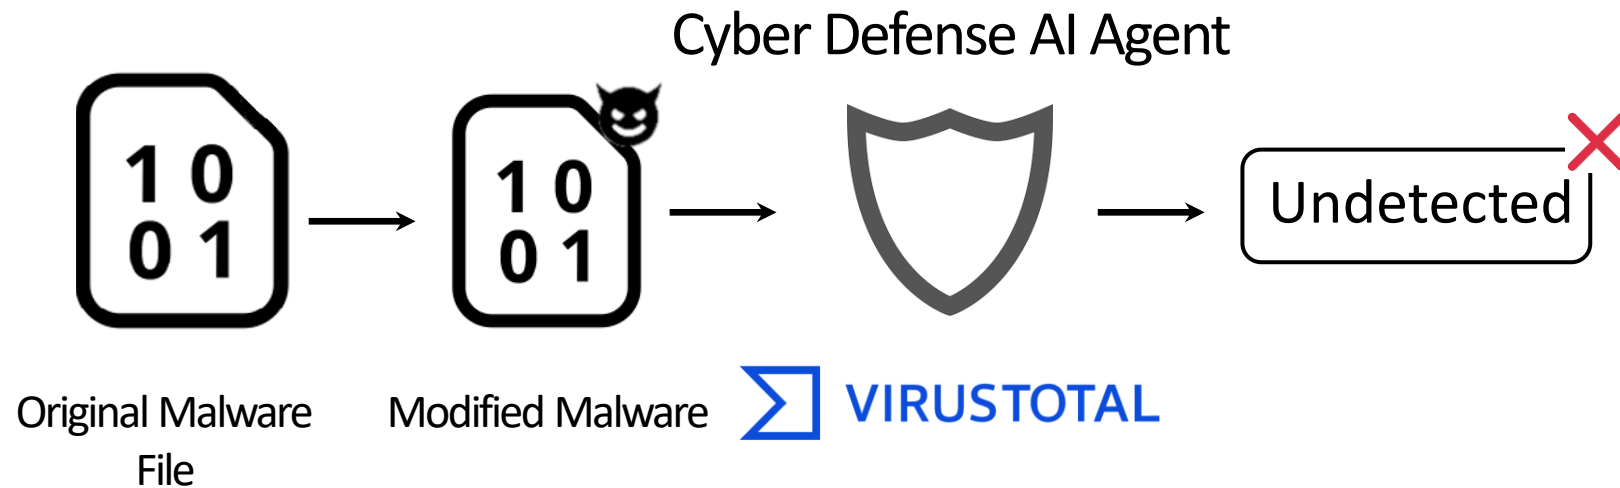 Cyber Defense AI Agent
1 0
0 1
1 0
0 1
Undetected
Original Malware
File
Modified Malware
VIRUSTOTAL